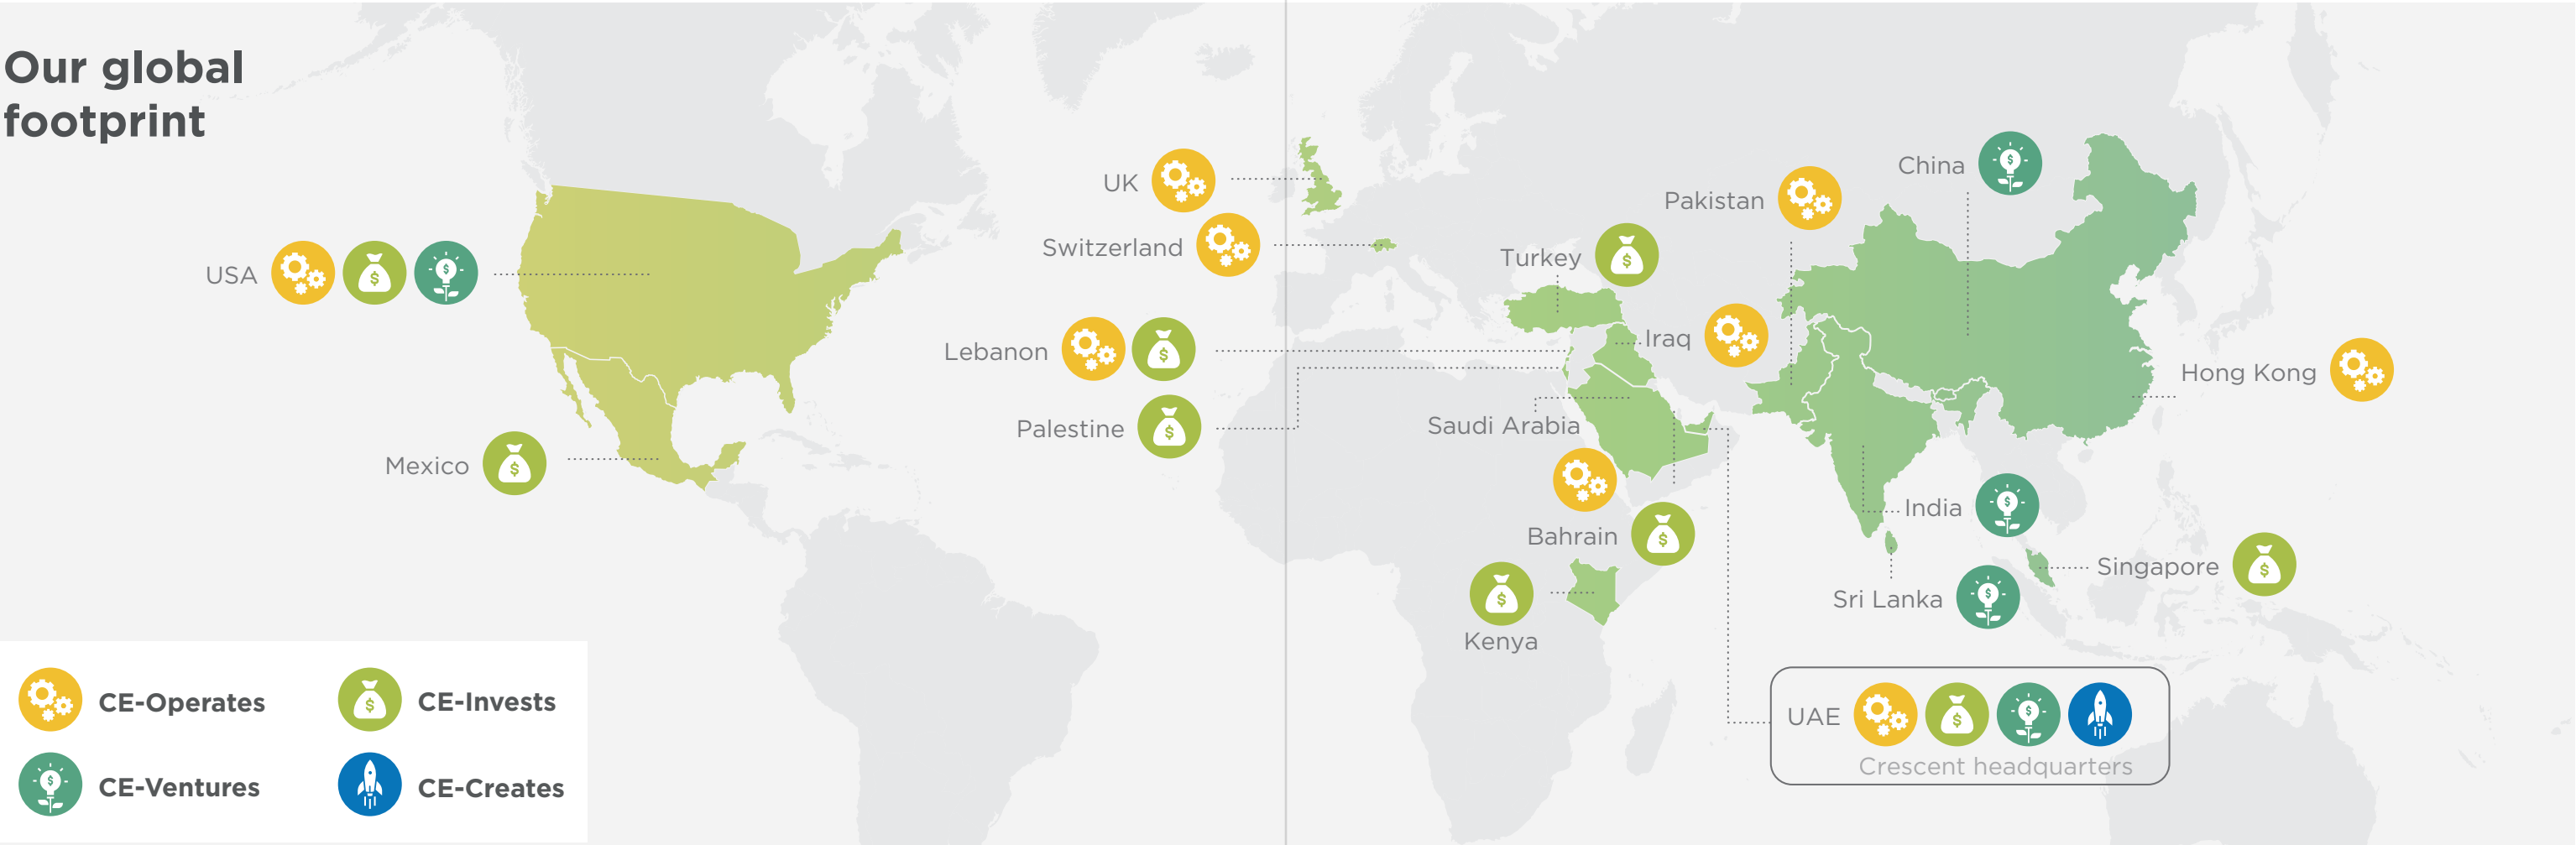 Our global
footprint
USA
Mexico
UK
Switzerland
Lebanon
Palestine
Turkey
Iraq
Saudi Arabia
Bahrain
Kenya
Pakistan
China
Hong Kong
India
Sri Lanka
Singapore
UAE
Crescent headquarters
CE-Operates
CE-Invests
CE-Ventures
CE-Creates